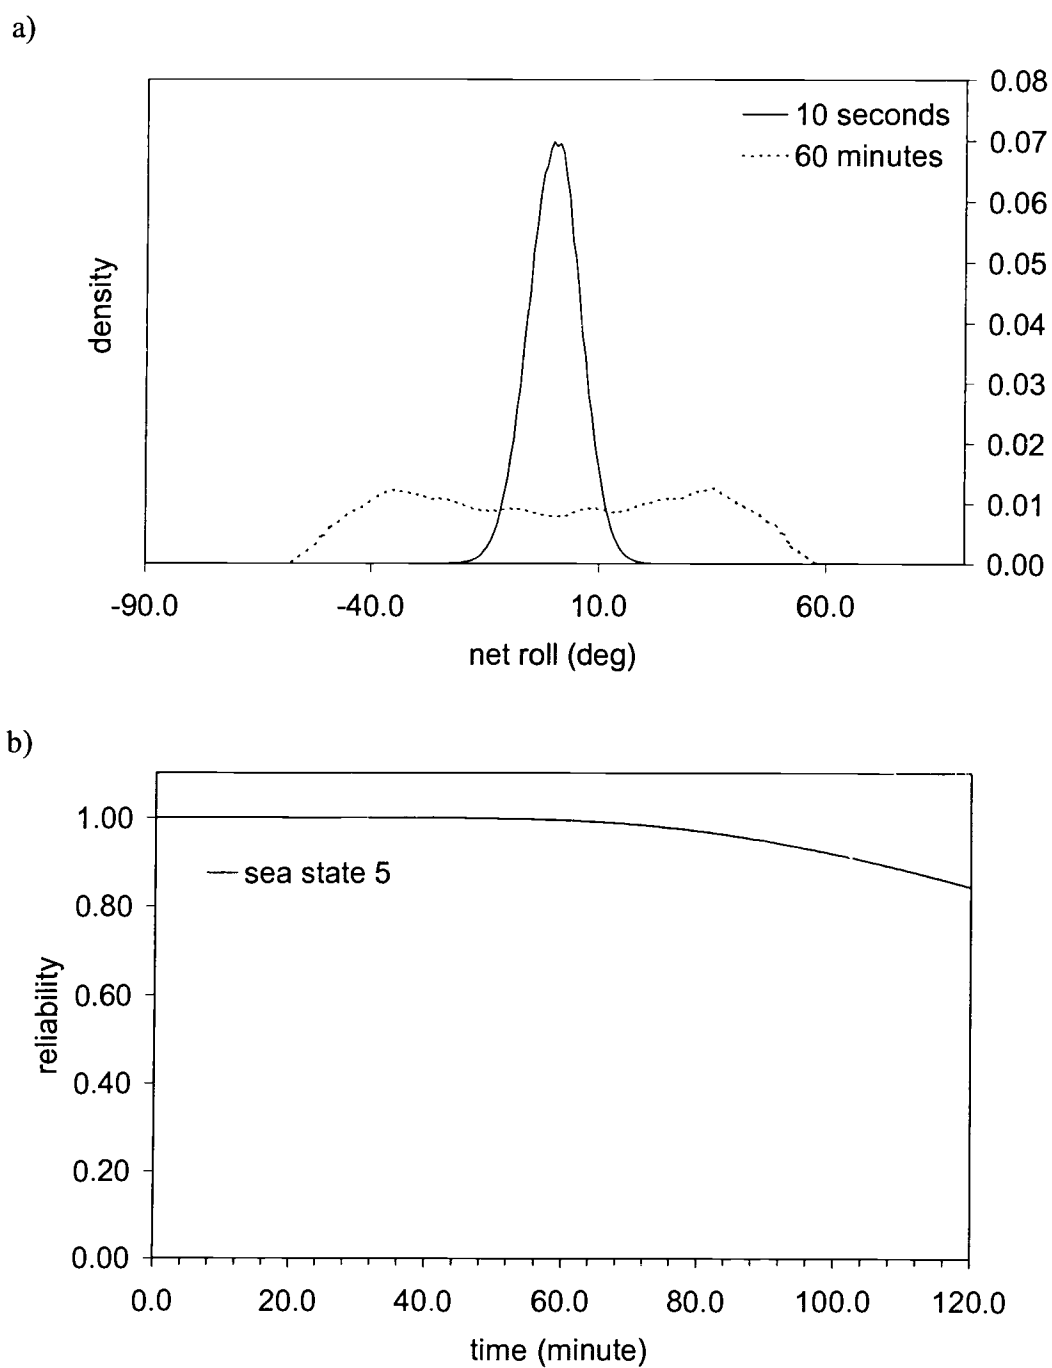 a)
0.08
10 seconds
0.07
60 minutes
0.06
0.05
density
0.04
0.03
0.02
0.01
0.00
-90.0 -40.0 10.0 60.0
net roll (deg)
b)
1.00
sea state 5
0.80
0.60
reliability
0.40
0.20
0.00
0.0 20.0 40.0 60.0 80.0 100.0 120.0
time (minute)